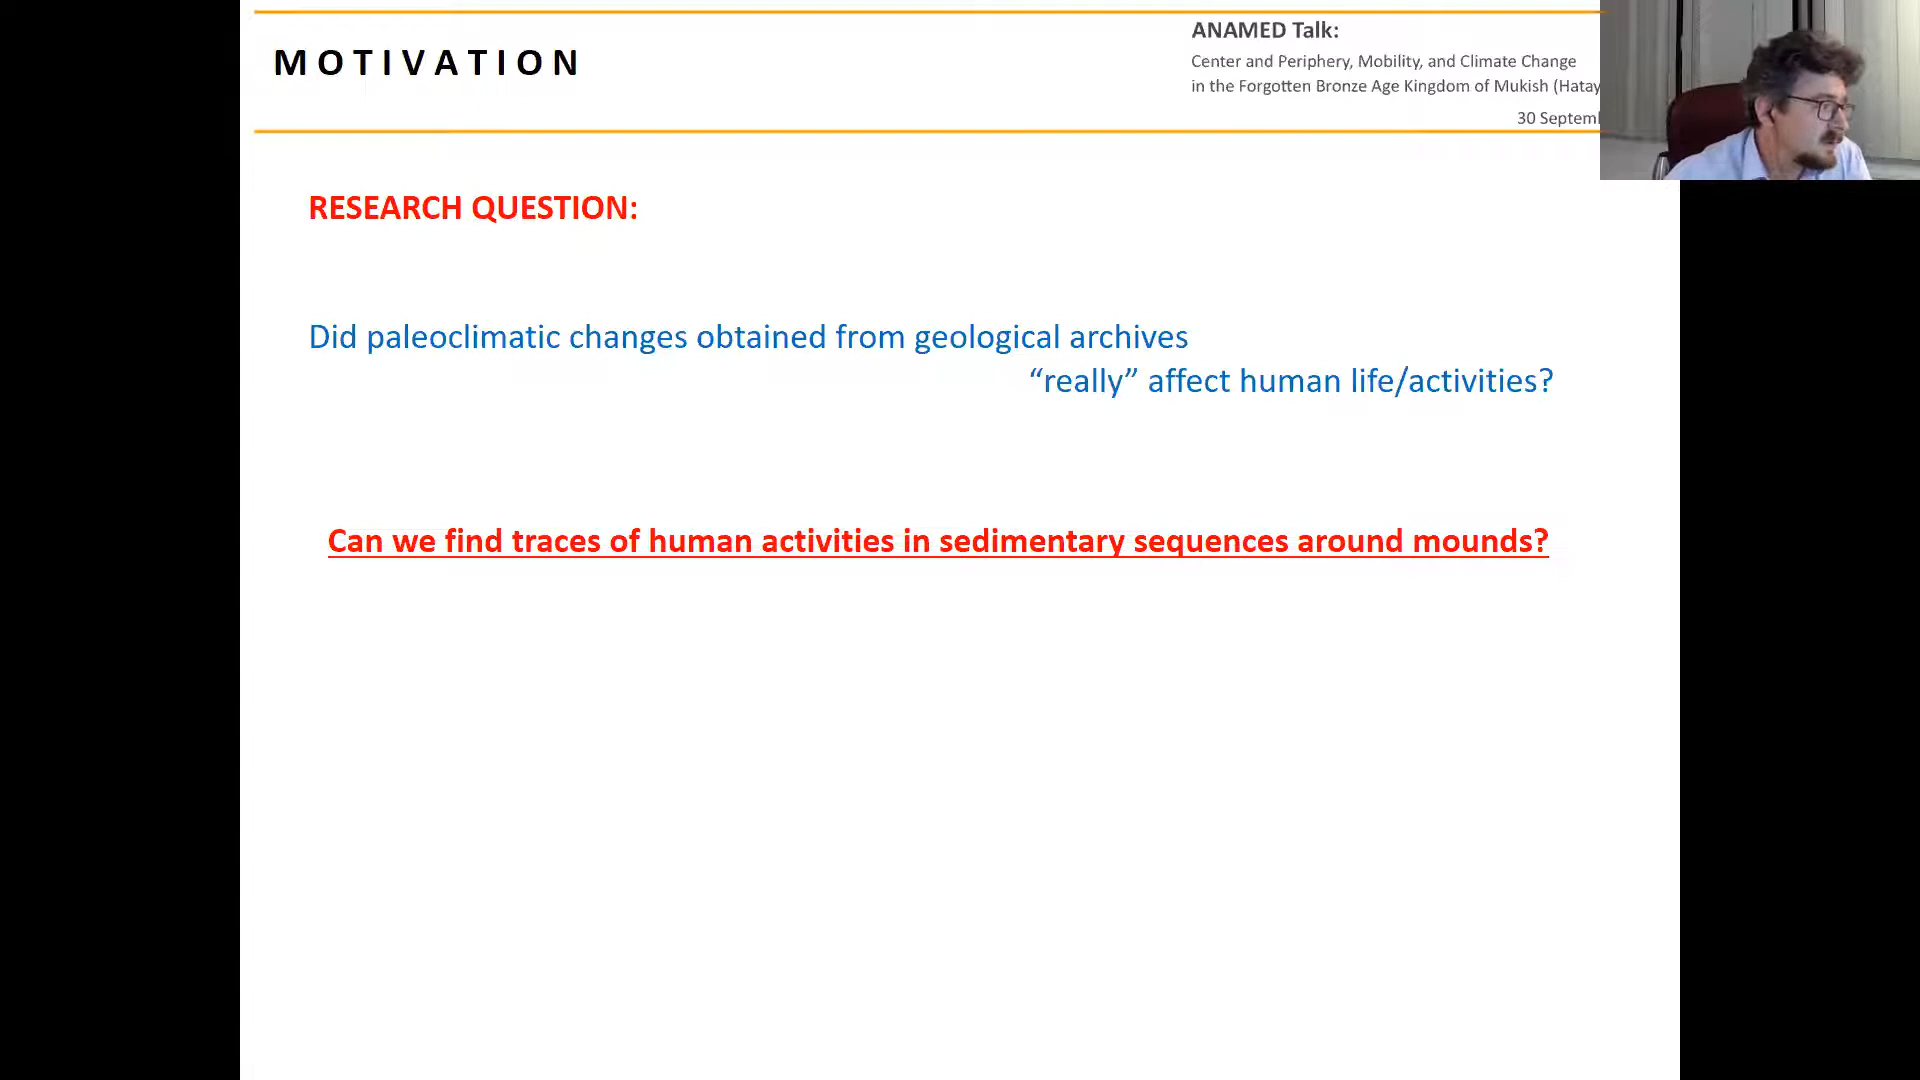 MOTIVATION
ANAMED Talk:
Center and Periphery, Mobility, and Climate Change
in the Forgotten Bronze Age Kingdom of Mukish (Hatay
30
RESEARCH QUESTION:
Did paleoclimatic changes obtained from geological archives
“really” affect human life/activities?
Can we find traces of human activities in sedimentary sequences around mounds?